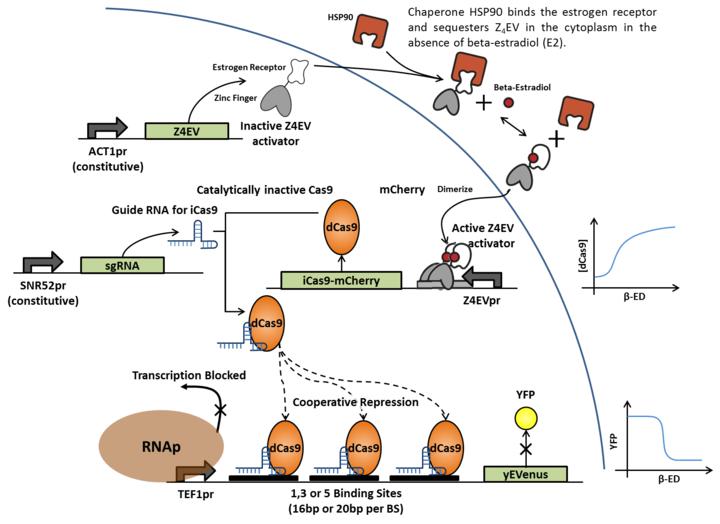 HSP90
Chaperone HSP90 binds the estrogen receptor
and sequesters Z₄EV in the cytoplasm in the
absence of beta-estradiol (E2).
Estrogen Receptor
Zinc Finger
Beta-Estradiol
+
+
Z4EV
Inactive Z4EV
activator
ACT1pr
(constitutive)
Catalytically inactive Cas9
mCherry
Dimerize
Guide RNA for iCas9
dCas9
Active Z4EV
activator
sgRNA
SNR52pr
(constitutive)
iCas9-mCherry
Z4EVpr
[dCas9]
β-ED
dCas9
Transcription Blocked
Cooperative Repression
YFP
RNAp
dCas9
dCas9
dCas9
TEF1pr
yEVenus
1,3 or 5 Binding Sites
(16bp or 20bp per BS)
YFP
β-ED